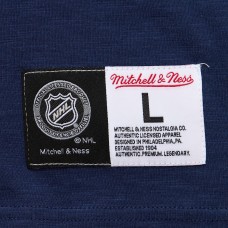 Mitchell & Ness
NHL
L
© NHL
Mitchell & Ness
MITCHELL & NESS NOSTALGIA CO.
AUTHENTIC LICENSED APPAREL
DESIGNED IN PHILADELPHIA, PA
ESTABLISHED 1904
AUTHENTIC. PREMIUM. LEGENDARY.